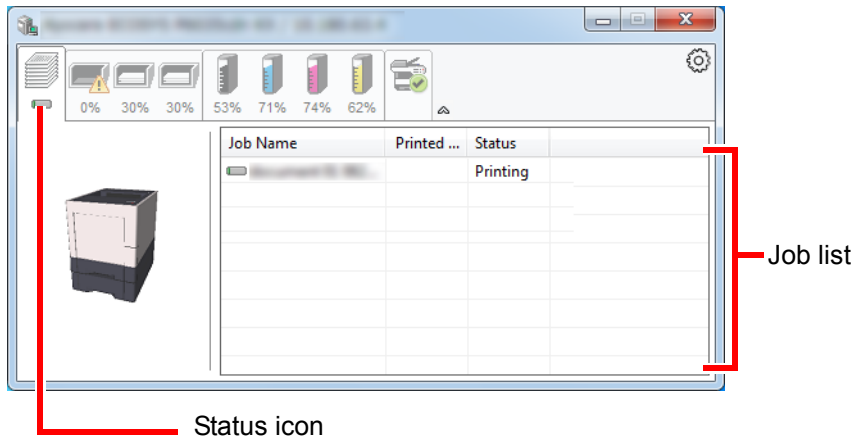 0% 30% 30% 53% 71% 74% 62%
Job Name Printed ... Status
Printing
Job list
Status icon